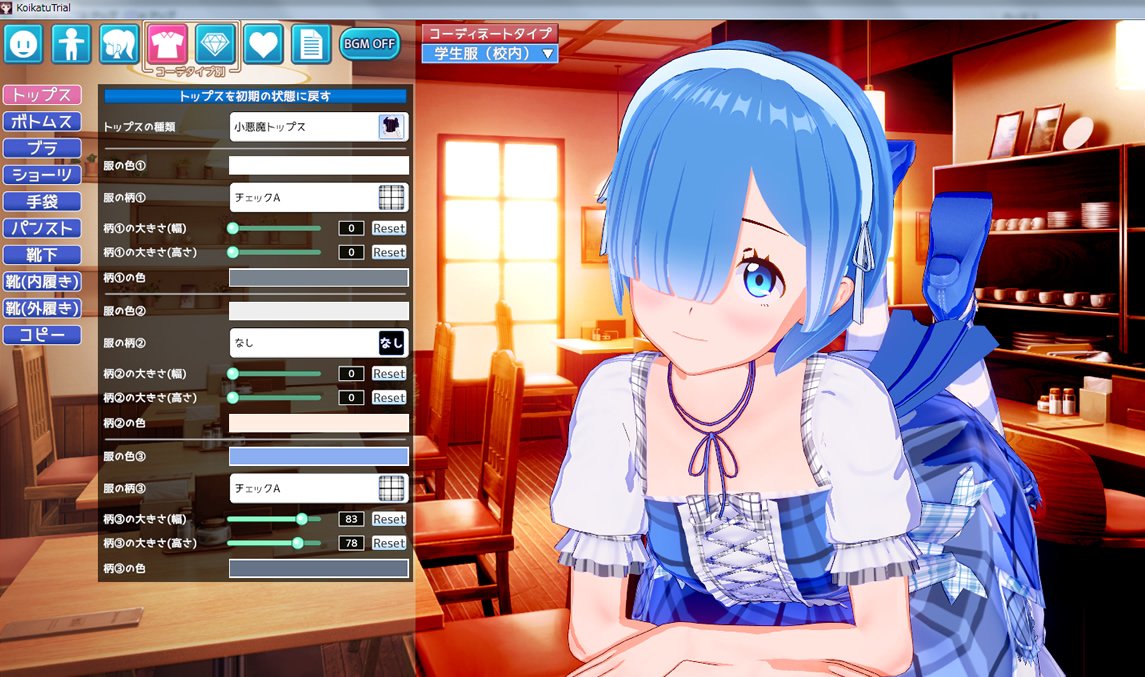 KoikatuTrial
BGM OFF
コーデタイプ別
コーディネートタイプ
学生服（校内）▼
トップス
ボトムス
ブラ
ショーツ
手袋
パンスト
靴下
靴(内履き)
靴(外履き)
コピー
トップスを初期の状態に戻す
トップスの種類 小悪魔トップス
服の色①
服の柄① チェックA
柄①の大きさ(幅) 0 Reset
柄①の大きさ(高さ) 0 Reset
柄①の色
服の色②
服の柄② なし なし
柄②の大きさ(幅) 0 Reset
柄②の大きさ(高さ) 0 Reset
柄②の色
服の色③
服の柄③ チェックA
柄③の大きさ(幅) 83 Reset
柄③の大きさ(高さ) 78 Reset
柄③の色